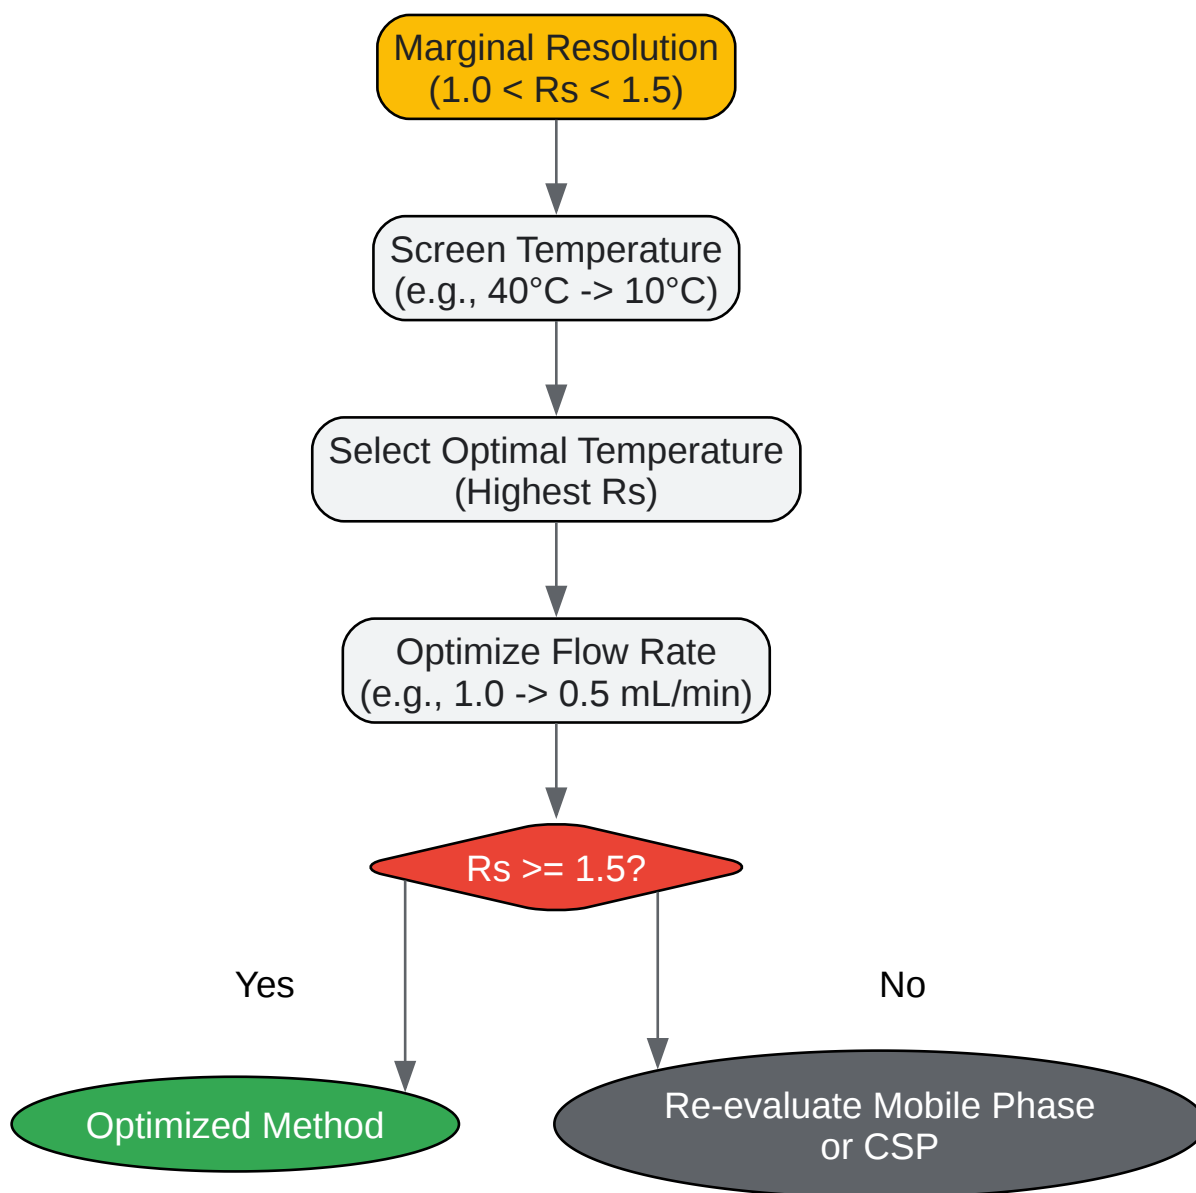 Marginal Resolution
(1.0 < Rs < 1.5)
Screen Temperature
(e.g., 40°C -> 10°C)
Select Optimal Temperature
(Highest Rs)
Optimize Flow Rate
(e.g., 1.0 -> 0.5 mL/min)
Rs >= 1.5?
Yes
No
Optimized Method
Re-evaluate Mobile Phase
or CSP